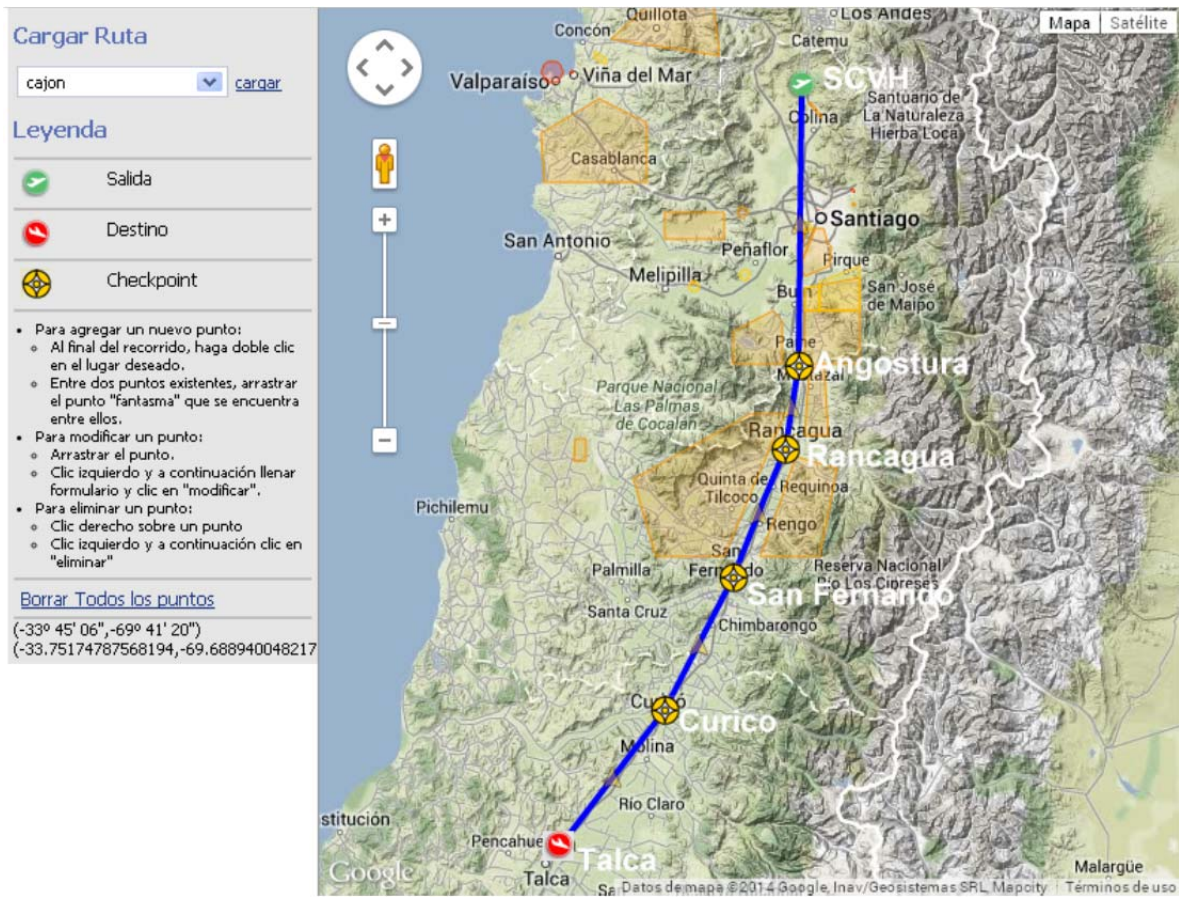 Cargar Ruta
cajon cargar
Leyenda
Salida
Destino
Checkpoint
• Para agregar un nuevo punto:
Al final del recorrido, haga doble clic
en el lugar deseado.
Entre dos puntos existentes, arrastrar
el punto "fantasma" que se encuentra
entre ellos.
• Para modificar un punto:
Arrastrar el punto.
Clic izquierdo y a continuación llenar
formulario y clic en "modificar".
• Para eliminar un punto:
Clic derecho sobre un punto
Clic izquierdo y a continuación clic en
"eliminar"
Borrar Todos los puntos
(-33º 45' 06",-69º 41' 20")
(-33.75174787568194,-69.688940048217
Mapa Satélite
Quillota
Los Andes
Concón
Catemu
Valparaíso
Viña del Mar
SCVH
Santuario de
La Naturaleza
Hierba Loca
Colina
Casablanca
Santiago
San Antonio
Peñaflor
Pirque
Melipilla
San José
de Maipo
Paine
Angostura
Parque Nacional
Las Palmas
de Cocalan
Rancagua
Rancagua
Quinta de
Tilcoco
Requinoa
Pichilemu
Rengo
San
Palmilla
Reserva Nacional
Río Los Cipreses
San Fernando
Santa Cruz
Chimbarongo
Curico
Molina
Río Claro
stitución
Pencahue
Talca
Talca
Malargüe
Google
Datos de mapa ©2014 Google, Inav/Geosistemas SRL, Mapcity
Términos de uso